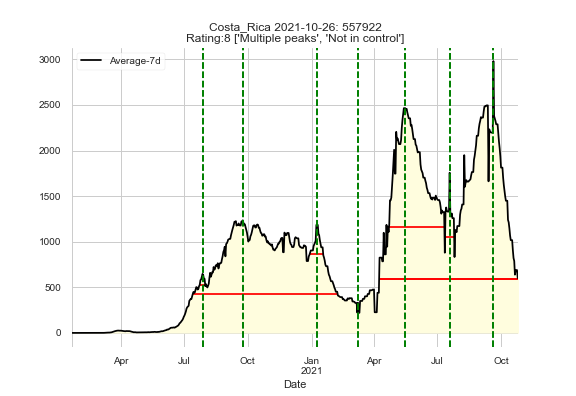 Costa_Rica 2021-10-26: 557922
Rating:8 ['Multiple peaks', 'Not in control']
Average-7d
3000
2500
2000
1500
1000
500
0
Apr Jul Oct Jan Apr Jul Oct
2021
Date